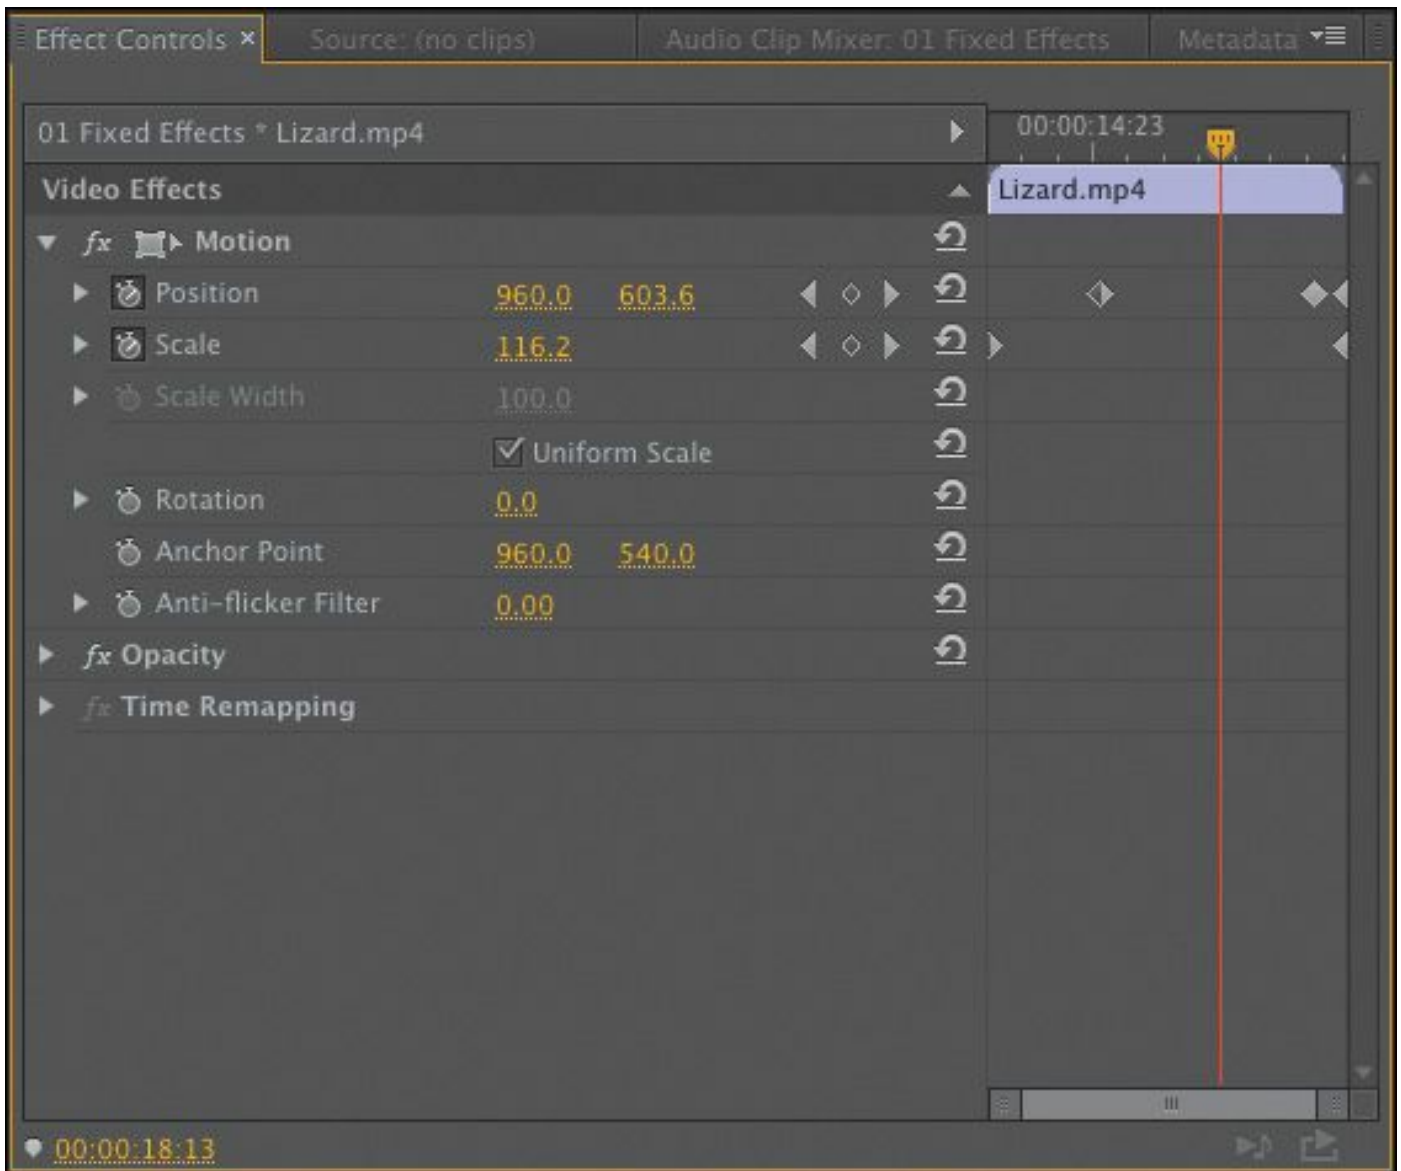 Effect Controls × Source: (no clips) Audio Clip Mixer: 01 Fixed Effects Metadata
01 Fixed Effects * Lizard.mp4 00:00:14:23
Video Effects Lizard.mp4
fx Motion
Position 960.0 603.6
Scale 116.2
Scale Width 100.0
Uniform Scale
Rotation 0.0
Anchor Point 960.0 540.0
Anti-flicker Filter 0.00
fx Opacity
fx Time Remapping
00:00:18:13